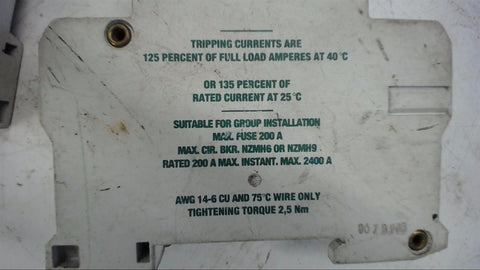 TRIPPING CURRENTS ARE
125 PERCENT OF FULL LOAD AMPERES AT 40°C
OR 135 PERCENT OF
RATED CURRENT AT 25°C
SUITABLE FOR GROUP INSTALLATION
MAX. FUSE 200 A
MAX. CIR. BKR. NZMH6 OR NZMH9
RATED 200 A MAX. INSTANT. MAX. 2400 A
AWG 14-6 CU AND 75°C WIRE ONLY
TIGHTENING TORQUE 2,5 Nm